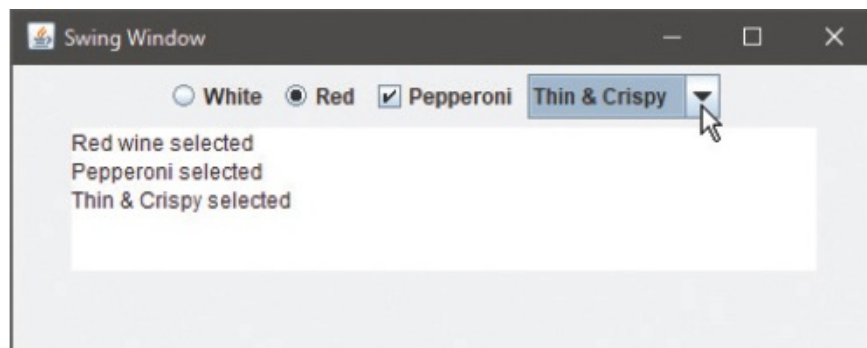 Swing Window
White Red Pepperoni Thin & Crispy
Red wine selected
Pepperoni selected
Thin & Crispy selected